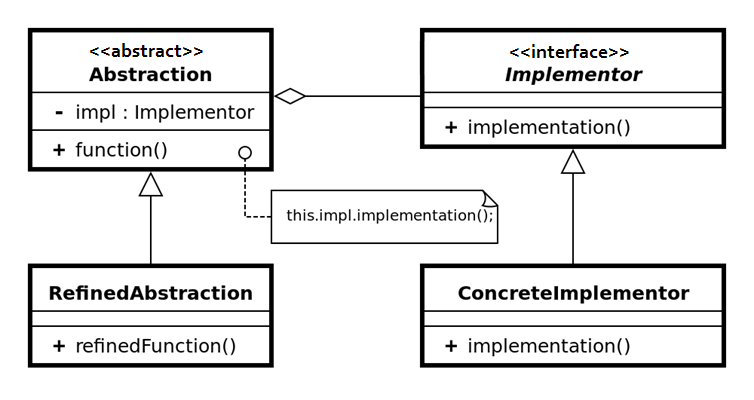 <<abstract>>
Abstraction
- impl : Implementor
+ function()
<<interface>>
Implementor
+ implementation()
this.impl.implementation();
RefinedAbstraction
+ refinedFunction()
ConcreteImplementor
+ implementation()